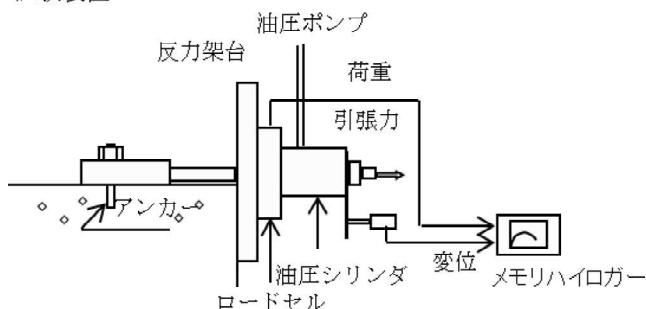 油圧ポンプ
反力架台
荷重
引張力
アンカー
変位
油圧シリンダ
メモリハイロガー
ロードセル